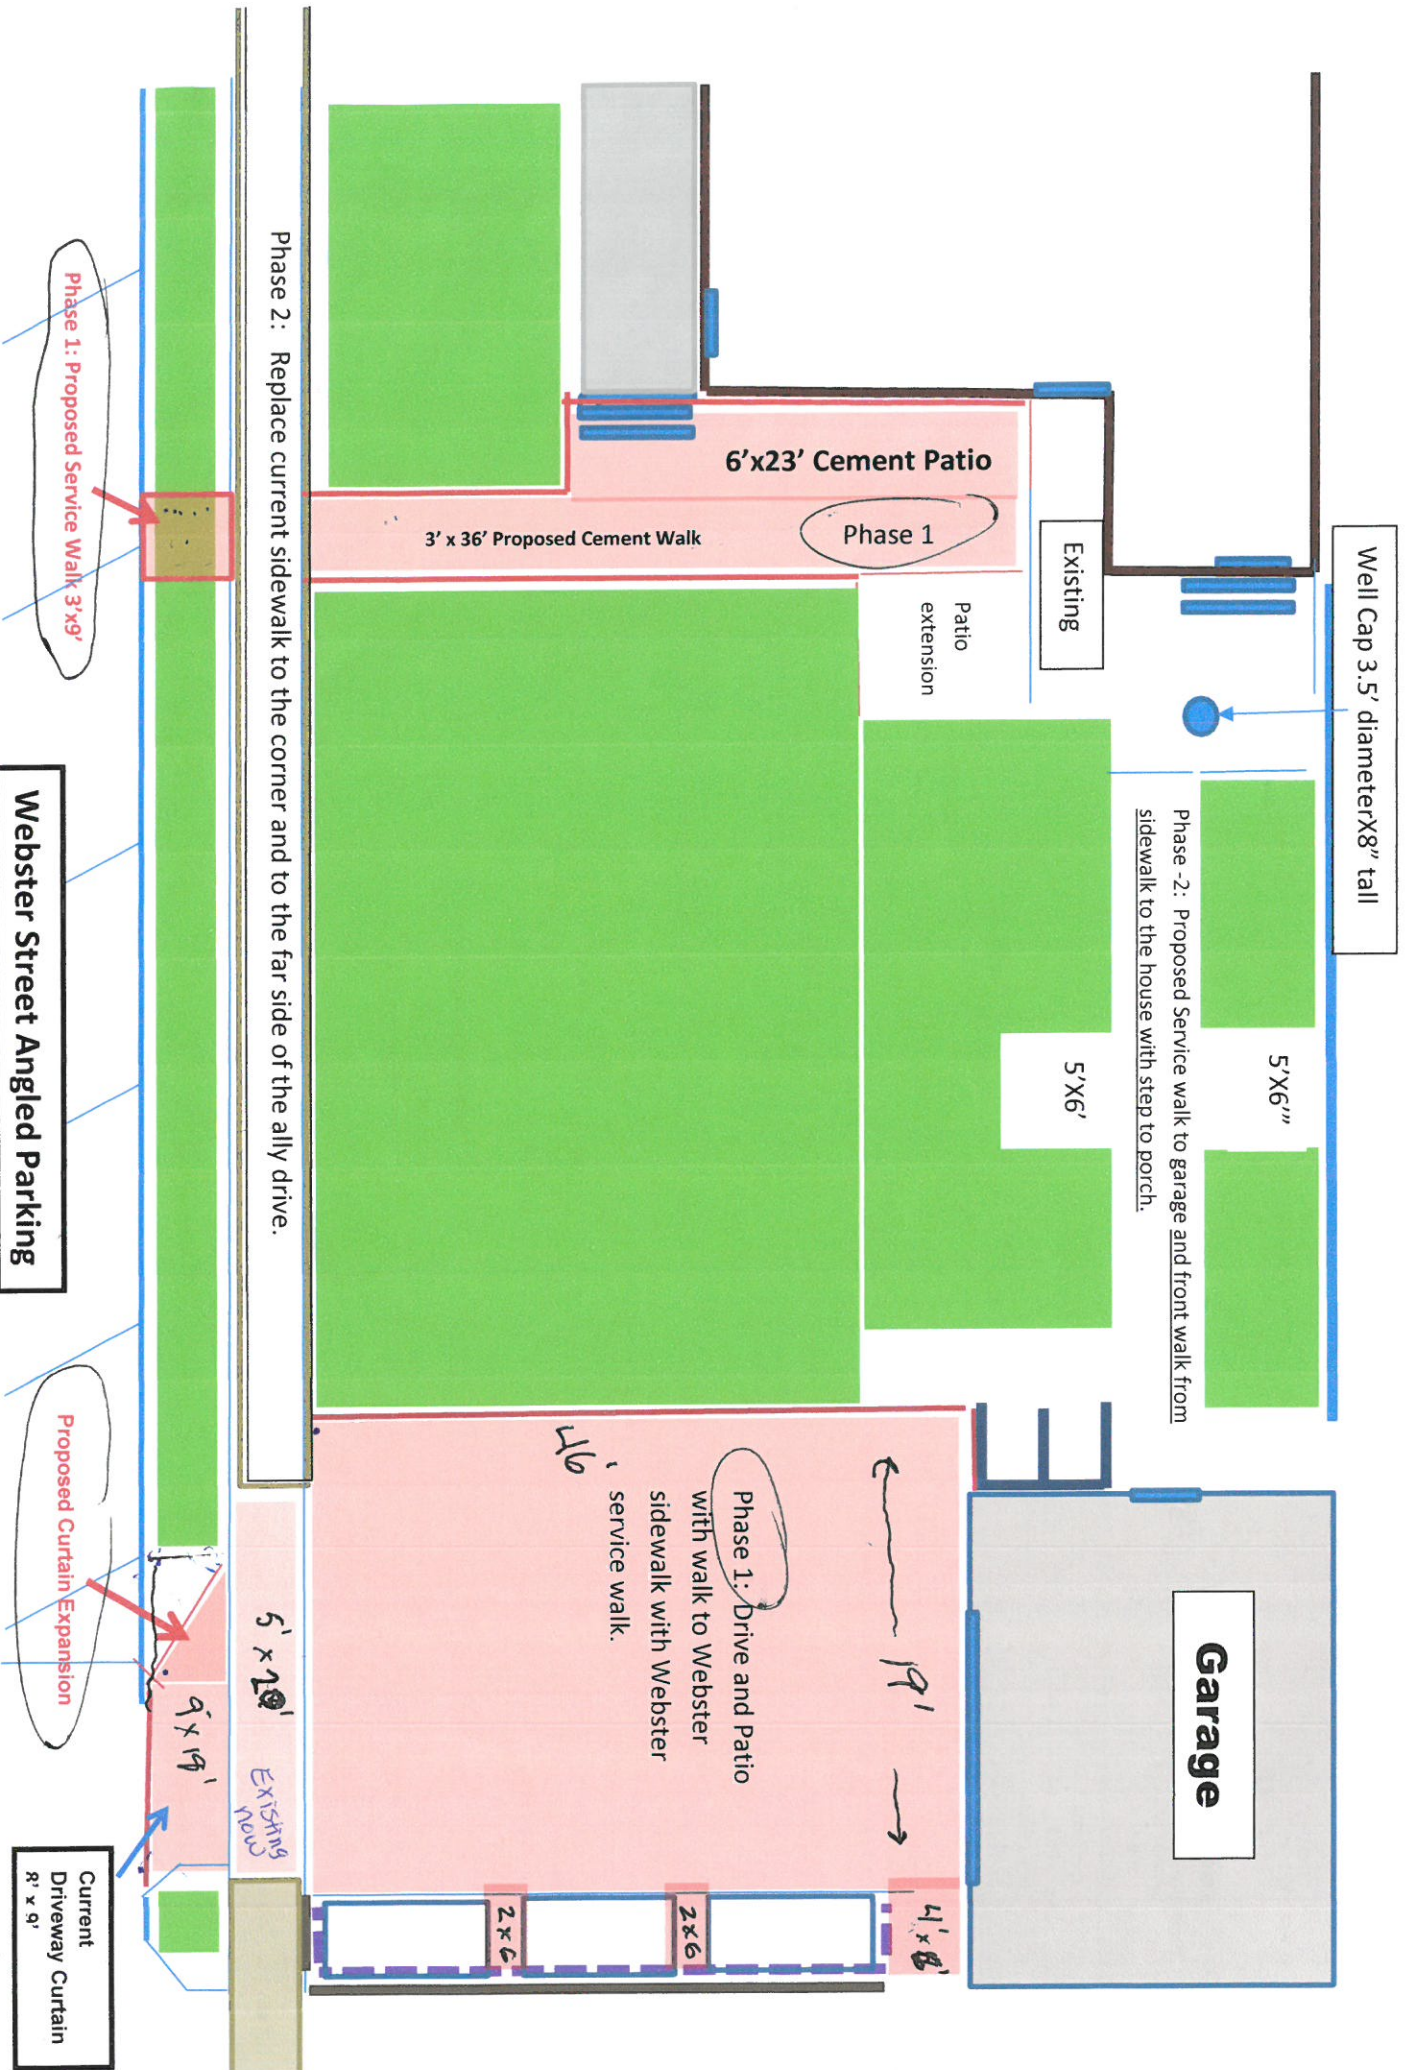 Well Cap 3.5' diameterX8" tall
5'X6'"
Phase -2: Proposed Service walk to garage and front walk from
sidewalk to the house with step to porch.
5'X6'
Existing
Patio
extension
6'x23' Cement Patio
Phase 1
3' x 36' Proposed Cement Walk
Garage
19'
4' x 8'
Phase 1: Drive and Patio
with walk to Webster
sidewalk with Webster
service walk.
46'
2x6
2x6
Phase 2: Replace current sidewalk to the corner and to the far side of the ally drive.
5' x 20'
Existing
now
9' x 19'
Phase 1: Proposed Service Walk 3'x9'
Proposed Curtain Expansion
Current
Driveway Curtain
8' x 9'
Webster Street Angled Parking